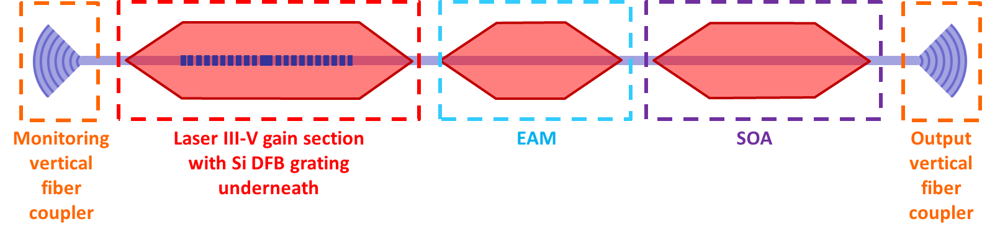 Monitoring
vertical
fiber
coupler
Laser III-V gain section
with Si DFB grating
underneath
EAM
SOA
Output
vertical
fiber
coupler